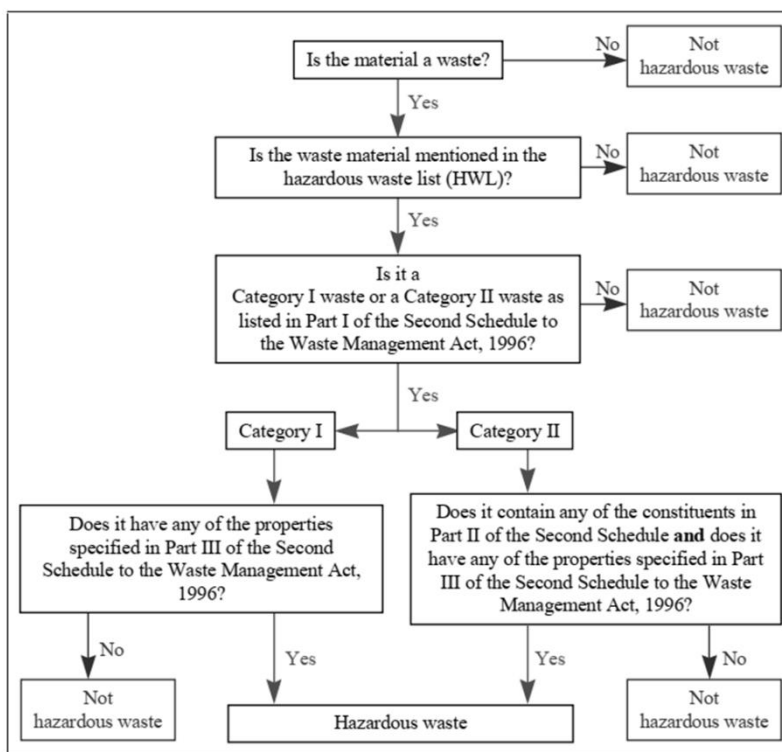 Is the material a waste?
No
Not
hazardous waste
Yes
Is the waste material mentioned in the
hazardous waste list (HWL)?
No
Not
hazardous waste
Yes
Is it a
Category I waste or a Category II waste as
listed in Part I of the Second Schedule to
the Waste Management Act, 1996?
No
Not
hazardous waste
Yes
Category I
Category II
Does it have any of the properties
specified in Part III of the Second
Schedule to the Waste Management Act,
1996?
Does it contain any of the constituents in
Part II of the Second Schedule and does it
have any of the properties specified in Part
III of the Second Schedule to the Waste
Management Act, 1996?
No
Yes
Yes
No
Not
hazardous waste
Hazardous waste
Not
hazardous waste